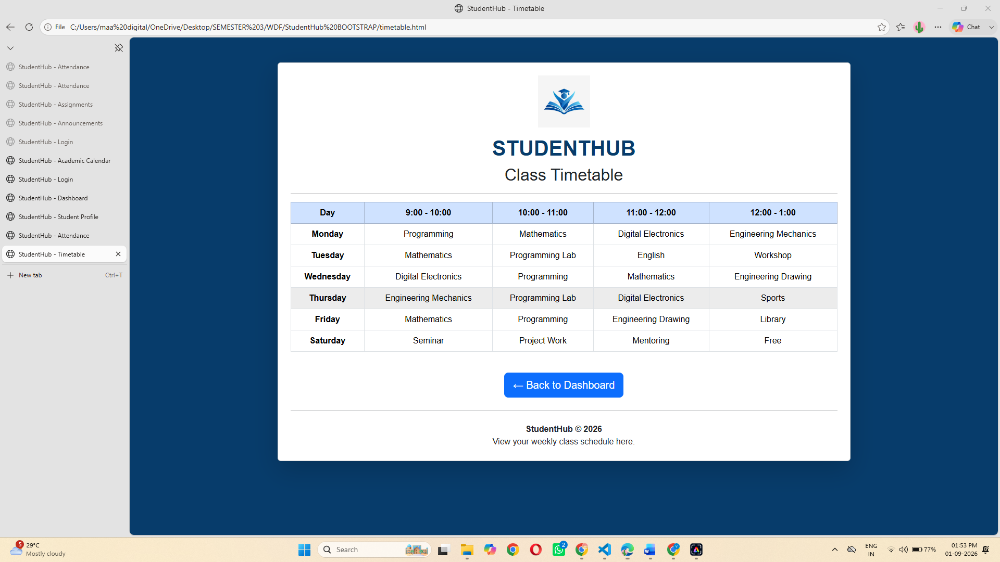 StudentHub - Timetable
File C:/Users/maa%20digital/OneDrive/Desktop/SEMESTER%203/WDF/StudentHub%20BOOTSTRAP/timetable.html
Chat
StudentHub - Attendance
StudentHub - Attendance
StudentHub - Assignments
StudentHub - Announcements
StudentHub - Login
StudentHub - Academic Calendar
StudentHub - Login
StudentHub - Dashboard
StudentHub - Student Profile
StudentHub - Attendance
StudentHub - Timetable
New tab Ctrl+T
STUDENTHUB
Class Timetable
Day 9:00 - 10:00 10:00 - 11:00 11:00 - 12:00 12:00 - 1:00
Monday Programming Mathematics Digital Electronics Engineering Mechanics
Tuesday Mathematics Programming Lab English Workshop
Wednesday Digital Electronics Programming Mathematics Engineering Drawing
Thursday Engineering Mechanics Programming Lab Digital Electronics Sports
Friday Mathematics Programming Engineering Drawing Library
Saturday Seminar Project Work Mentoring Free
← Back to Dashboard
StudentHub © 2026
View your weekly class schedule here.
5
29°C
Mostly cloudy
Search
2
ENG
IN
77%
01:53 PM
01-09-2026